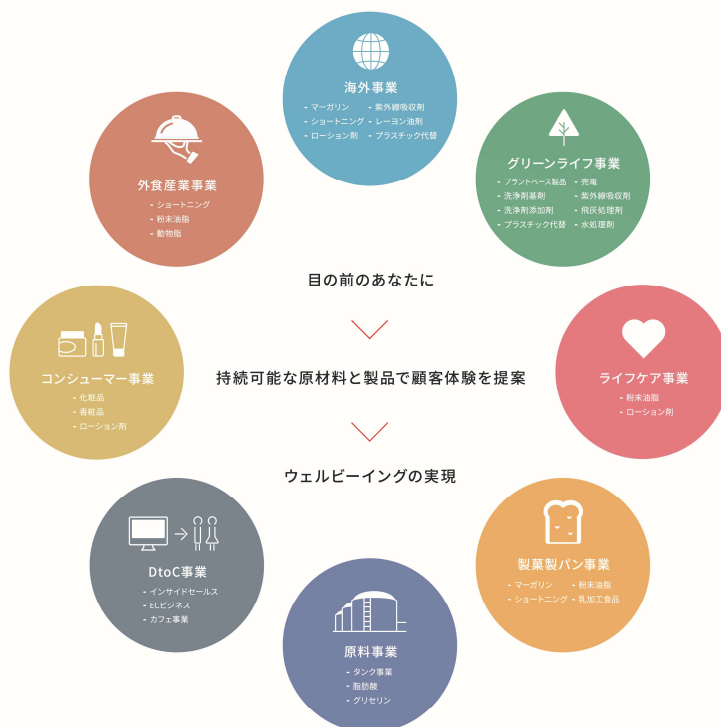 海外事業
- マーガリン - 紫外線吸収剤
- ショートニング - レーヨン油剤
- ローション剤 - プラスチック代替
グリーンライフ事業
- プラントベース製品 - 売電
- 洗浄剤基剤 - 紫外線吸収剤
- 洗浄剤添加剤 - 飛灰処理剤
- プラスチック代替 - 水処理剤
外食産業事業
- ショートニング
- 粉末油脂
- 動物脂
目の前のあなたに
持続可能な原材料と製品で顧客体験を提案
ウェルビーイングの実現
コンシューマー事業
- 化粧品
- 香粧品
- ローション剤
ライフケア事業
- 粉末油脂
- ローション剤
DtoC事業
- インサイドセールス
- ECビジネス
- カフェ事業
製菓製パン事業
- マーガリン - 粉末油脂
- ショートニング - 乳加工食品
原料事業
- タンク事業
- 脂肪酸
- グリセリン